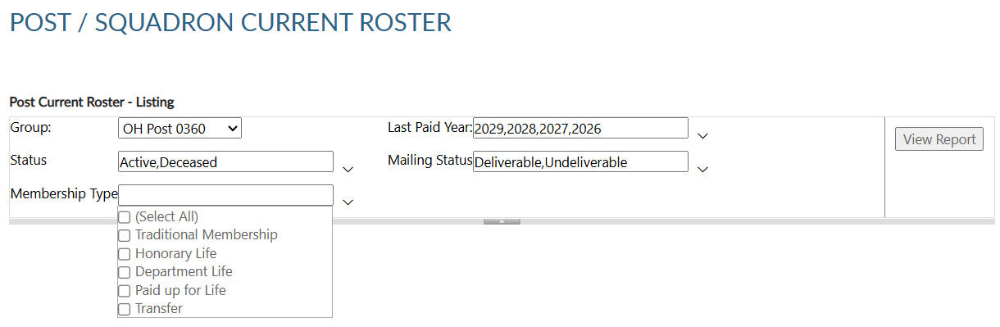 POST / SQUADRON CURRENT ROSTER
Post Current Roster - Listing
Group: OH Post 0360 Last Paid Year: 2029,2028,2027,2026 View Report
Status Active,Deceased Mailing Status Deliverable,Undeliverable
Membership Type
(Select All)
Traditional Membership
Honorary Life
Department Life
Paid up for Life
Transfer